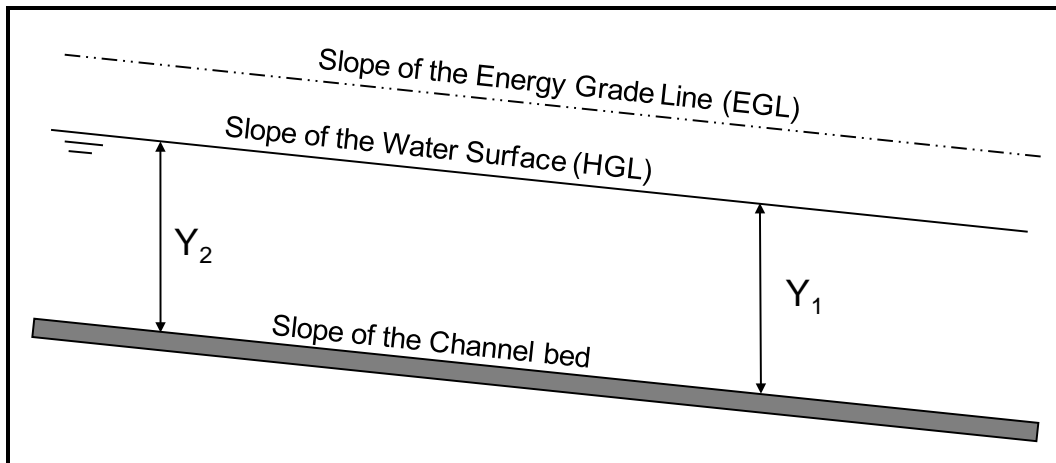 Slope of the Energy Grade Line (EGL)
Slope of the Water Surface (HGL)
Y₂
Y₁
Slope of the Channel bed